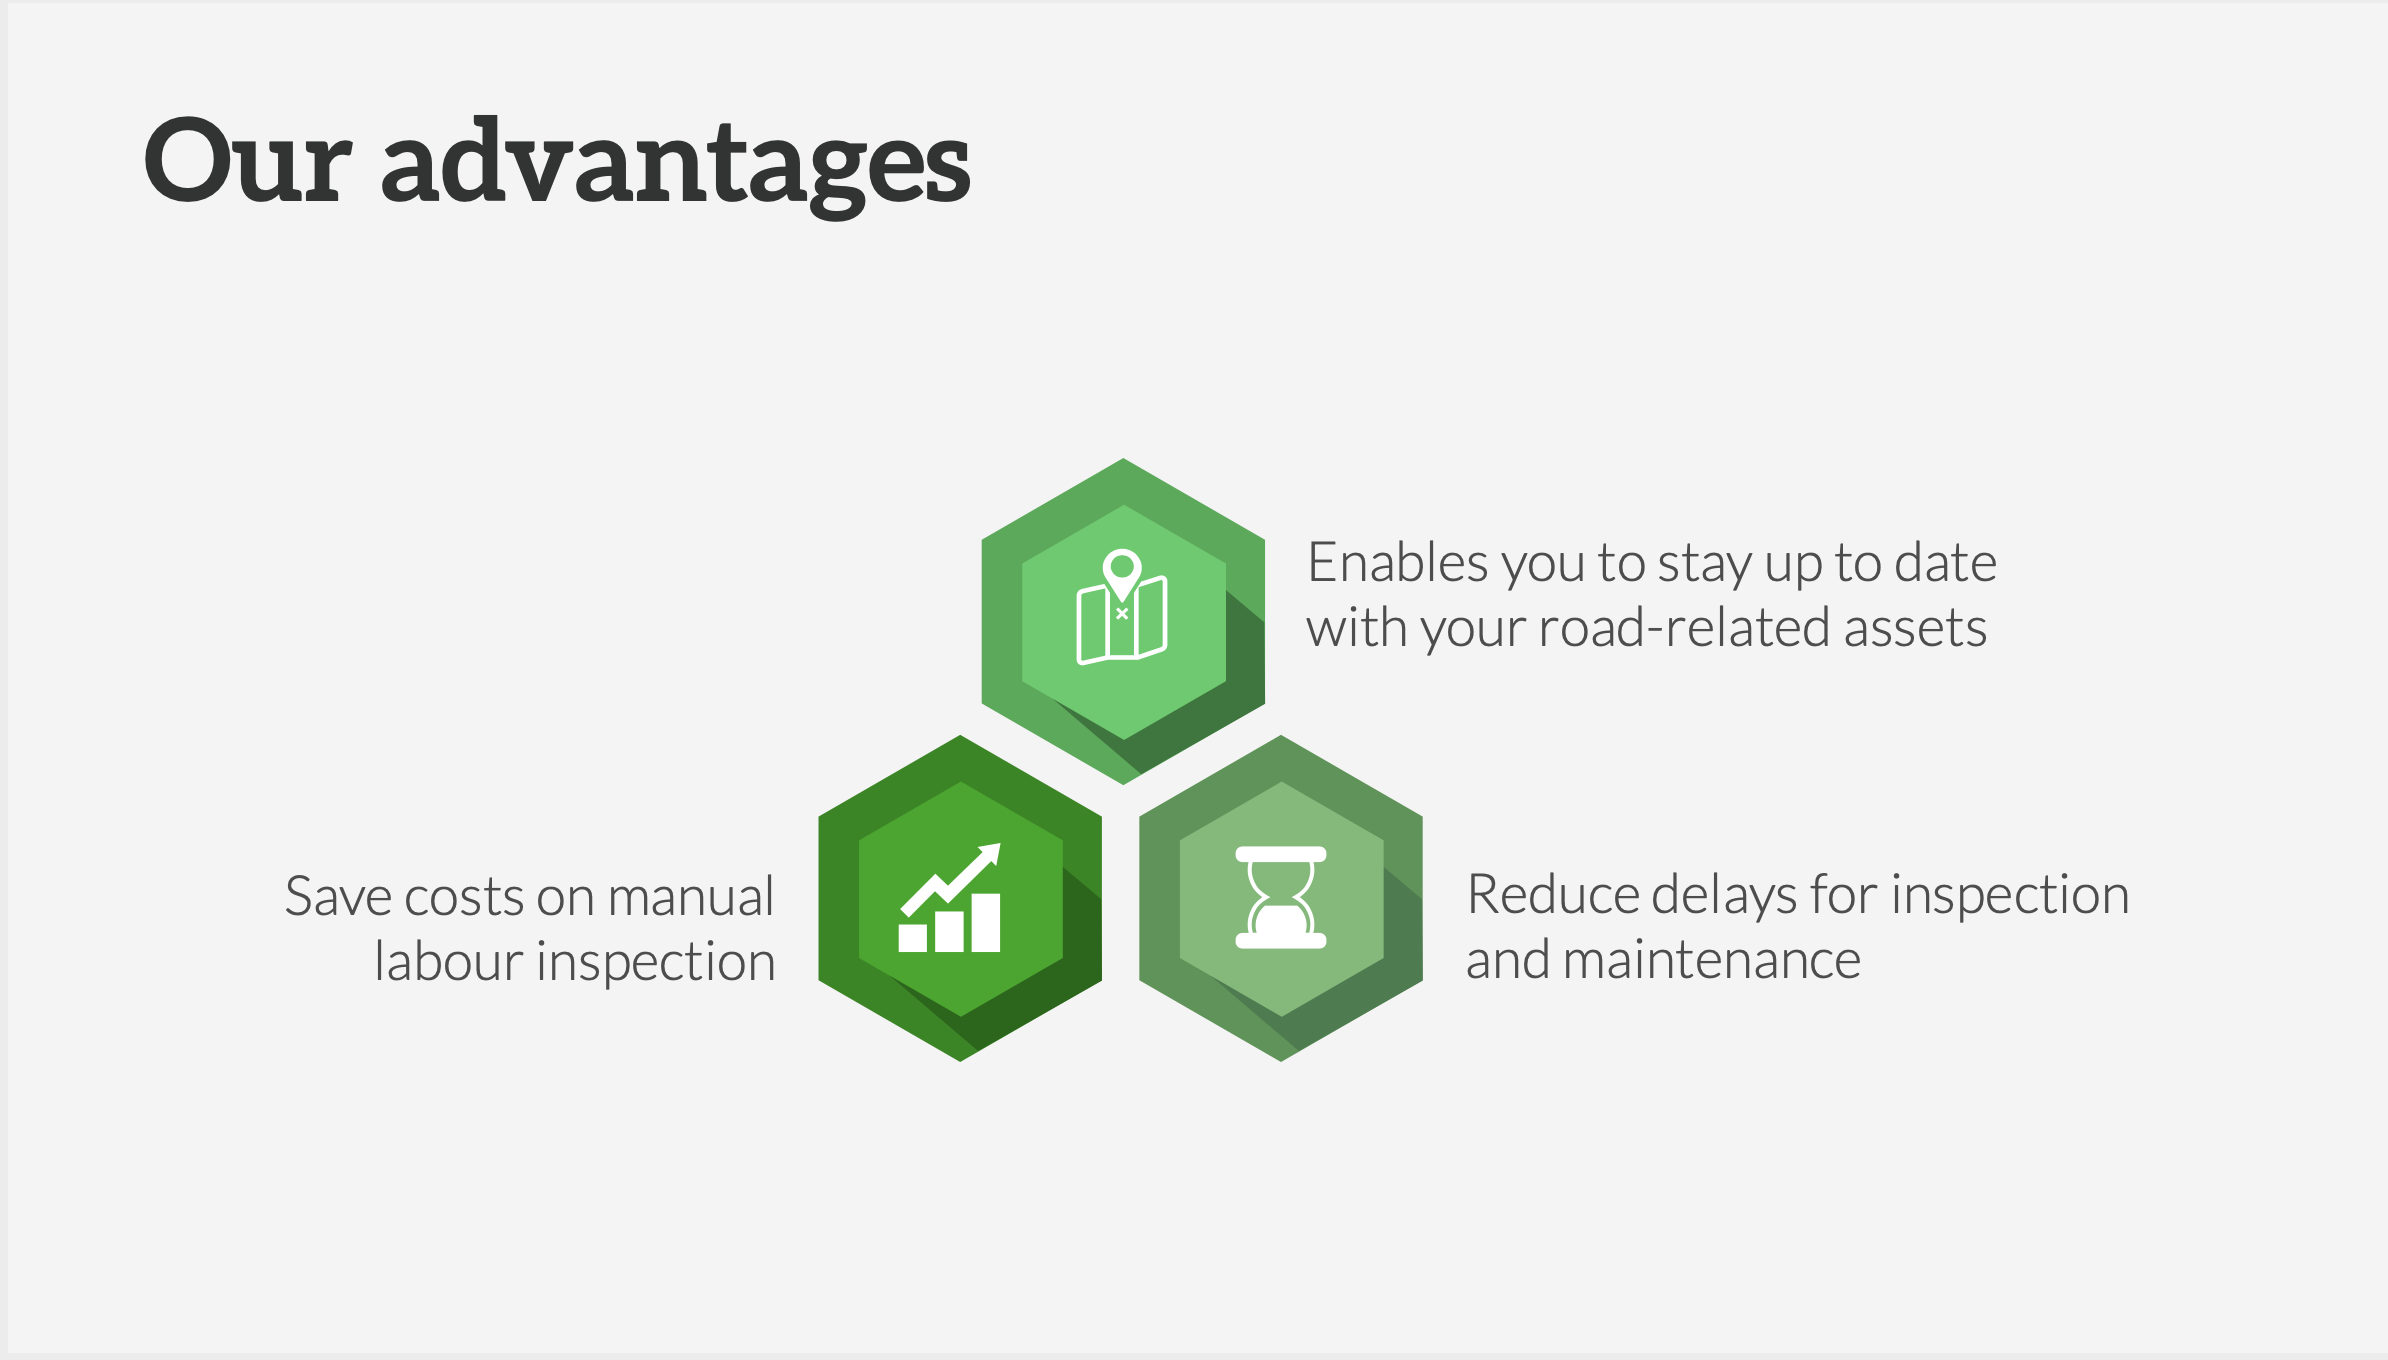 Our advantages
Enables you to stay up to date
with your road-related assets
Save costs on manual
labour inspection
Reduce delays for inspection
and maintenance